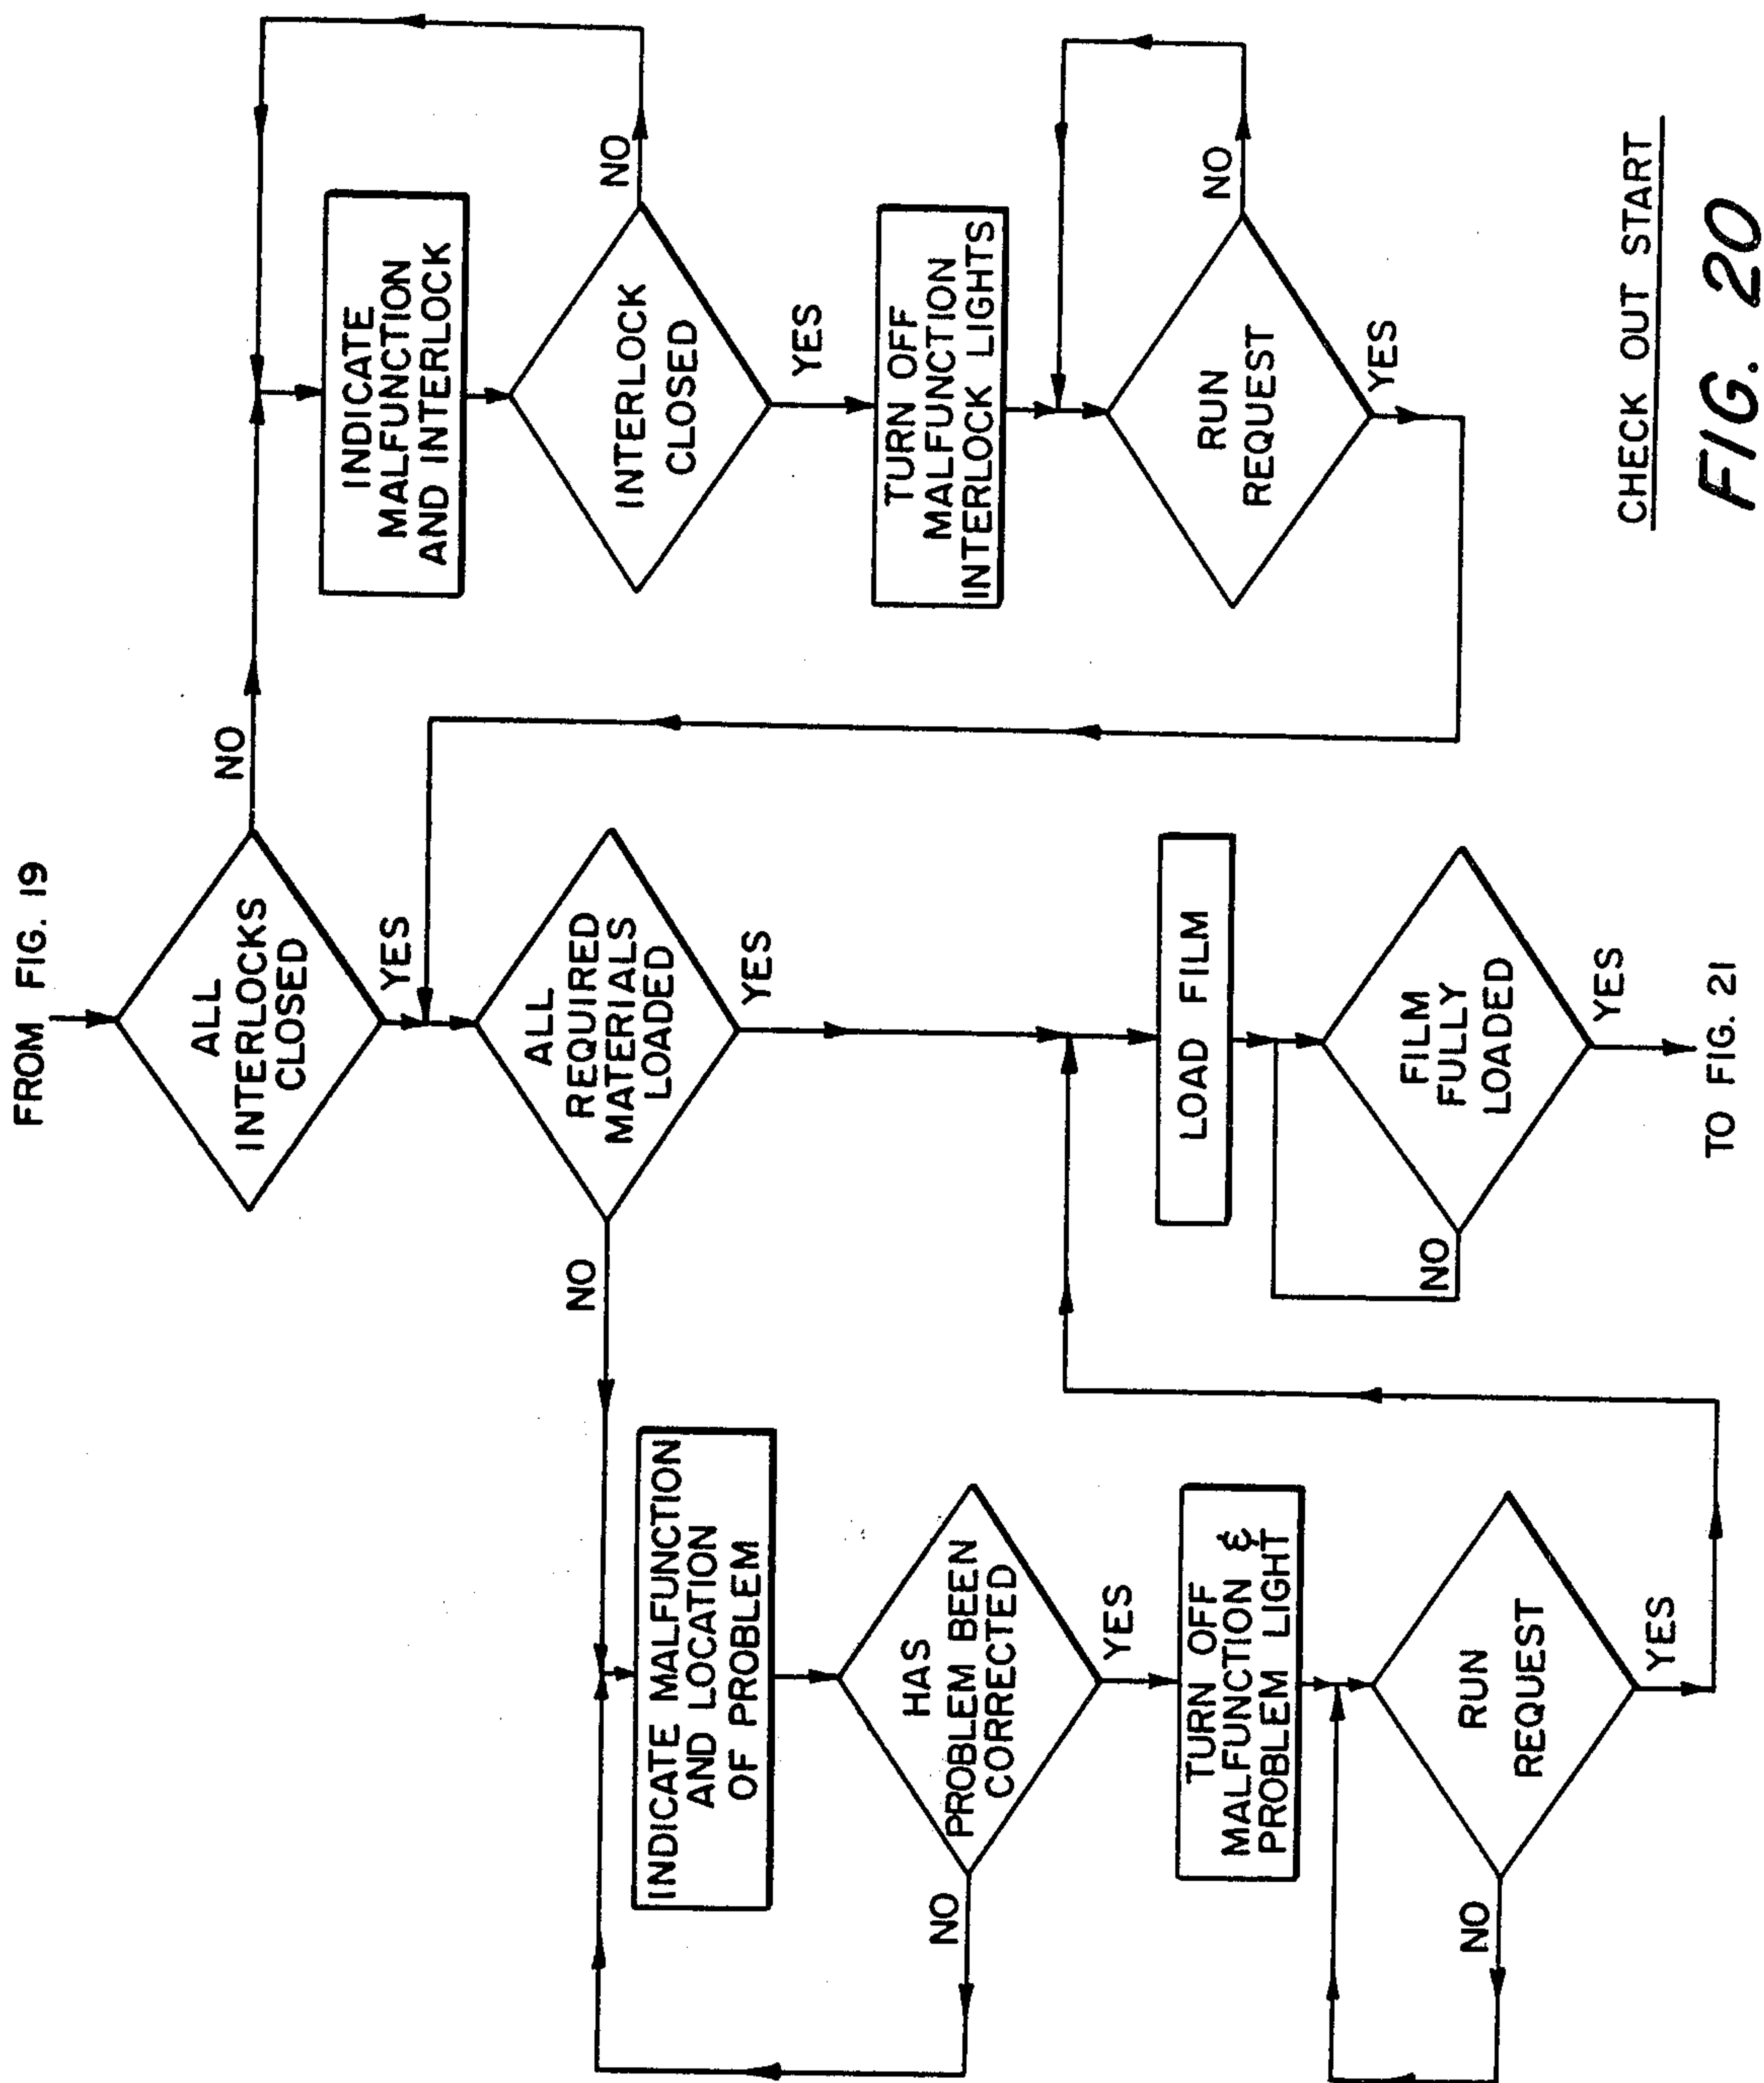 FROM FIG. 19
ALL
INTERLOCKS
CLOSED
NO
YES
INDICATE
MALFUNCTION
AND INTERLOCK
INTERLOCK
CLOSED
NO
YES
TURN OFF
MALFUNCTION
INTERLOCK LIGHTS
RUN
REQUEST
NO
YES
ALL
REQUIRED
MATERIALS
LOADED
NO
YES
INDICATE MALFUNCTION
AND LOCATION
OF PROBLEM
HAS
PROBLEM BEEN
CORRECTED
NO
YES
TURN OFF
MALFUNCTION &
PROBLEM LIGHT
RUN
REQUEST
NO
YES
LOAD FILM
FILM
FULLY
LOADED
NO
YES
TO FIG. 21
CHECK OUT START
FIG. 20